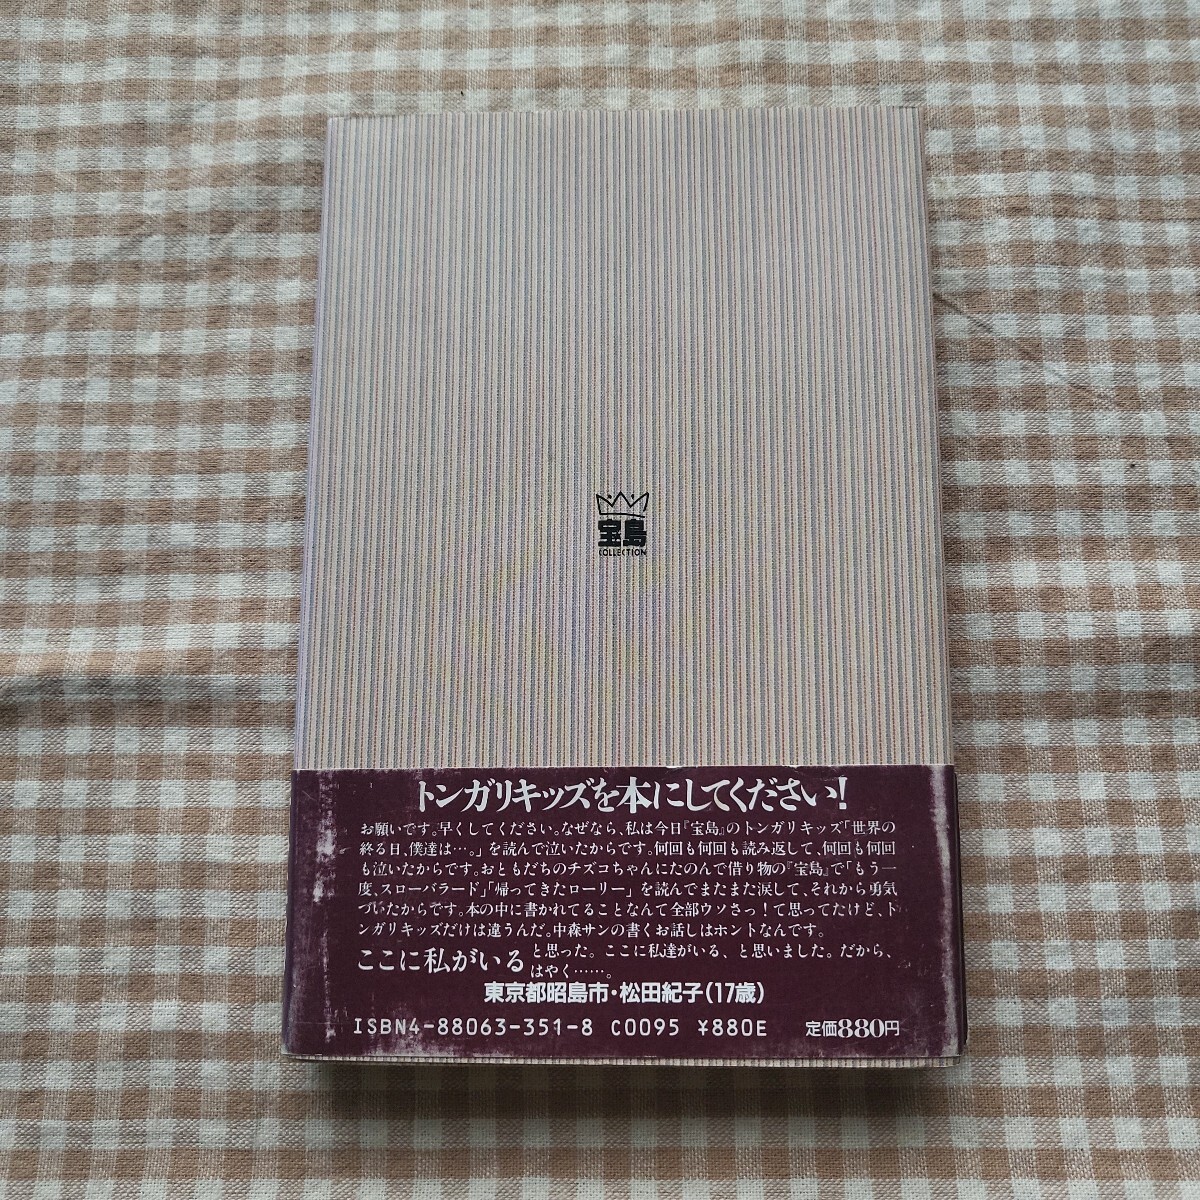 宝島
COLLECTION
トンガリキッズを本にしてください!
お願いです。早くしてください。なぜなら、私は今日『宝島』のトンガリキッズ「世界の
終る日、僕達は…。」を読んで泣いたからです。何回も何回も読み返して、何回も何回
も泣いたからです。おともだちのチズコちゃんにたのんで借り物の『宝島』で「もう一
度、スローバラード」「帰ってきたローリー」を読んでまたまた涙して、それから勇気
づいたからです。本の中に書かれてることなんて全部ウソさっ!て思ってたけど、ト
ンガリキッズだけは違うんだ。中森サンの書くお話しはホントなんです。
ここに私がいると思った。ここに私達がいる、と思いました。だから、
はやく……。
東京都昭島市・松田紀子(17歳)
ISBN4-88063-351-8 C0095 ¥880E 定価880円